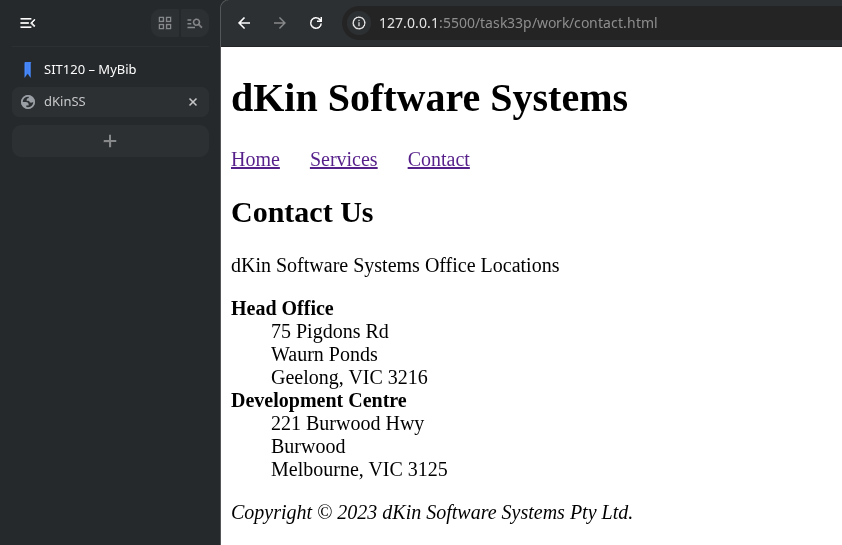 127.0.0.1:5500/task33p/work/contact.html
SIT120 – MyBib
dKinSS
dKin Software Systems
Home Services Contact
Contact Us
dKin Software Systems Office Locations
Head Office
75 Pigdons Rd
Waurn Ponds
Geelong, VIC 3216
Development Centre
221 Burwood Hwy
Burwood
Melbourne, VIC 3125
Copyright © 2023 dKin Software Systems Pty Ltd.